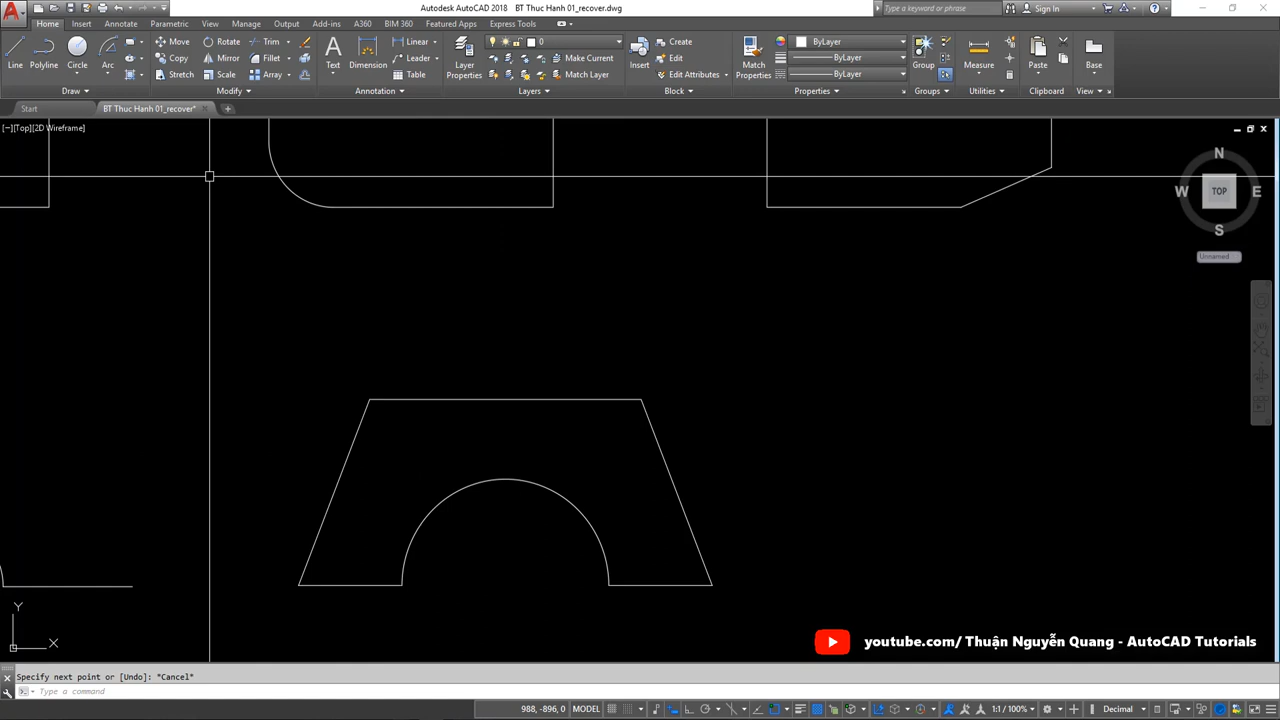 Autodesk AutoCAD 2018 BT Thuc Hanh 01_recover.dwg
Type a keyword or phrase
Sign In
Home Insert Annotate Parametric View Manage Output Add-ins A360 BIM 360 Featured Apps Express Tools
Line Polyline Circle Arc
Move Rotate Trim
Copy Mirror Fillet
Stretch Scale Array
Text Dimension
Linear
Leader
Table
Layer Properties
0
Make Current
Match Layer
Insert
Create
Edit
Edit Attributes
Match Properties
ByLayer
ByLayer
ByLayer
Group
Measure
Paste
Base
Draw Modify Annotation Layers Block Properties Groups Utilities Clipboard View
Start BT Thuc Hanh 01_recover*
[−][Top][2D Wireframe]
N
W TOP E
S
Unnamed
Y
X
youtube.com/ Thuận Nguyễn Quang - AutoCAD Tutorials
Specify next point or [Undo]: *Cancel*
Type a command
988, -896, 0 MODEL 1:1 / 100% Decimal